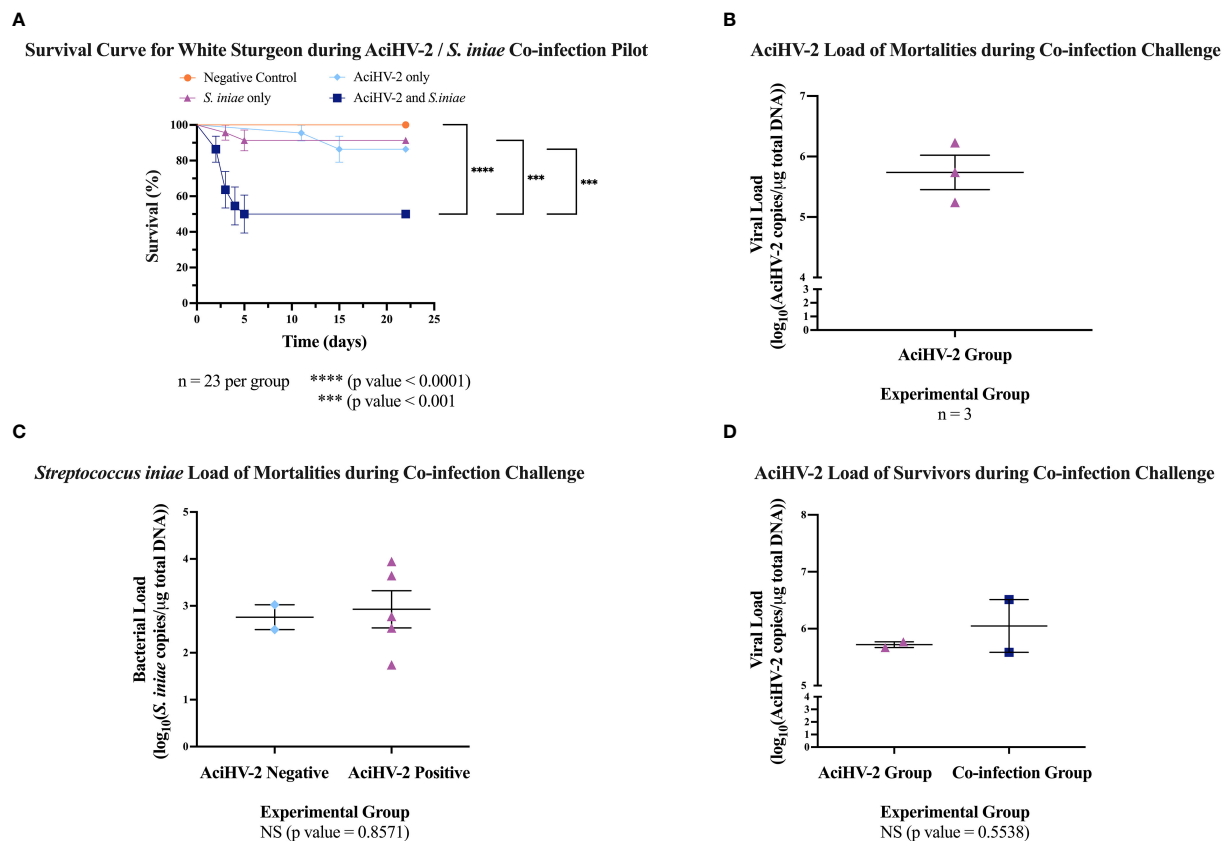 A
Survival Curve for White Sturgeon during AciHV-2 / S. iniae Co-infection Pilot
Negative Control
AciHV-2 only
S. iniae only
AciHV-2 and S.iniae
100
80
60
40
20
0
Survival (%)
0 5 10 15 20 25
Time (days)
****
***
***
n = 23 per group
**** (p value < 0.0001)
*** (p value < 0.001
B
AciHV-2 Load of Mortalities during Co-infection Challenge
Viral Load
(log10(AciHV-2 copies/μg total DNA))
7
6
5
4
3
2
1
0
AciHV-2 Group
Experimental Group
n = 3
C
Streptococcus iniae Load of Mortalities during Co-infection Challenge
Bacterial Load
(log10(S. iniae copies/μg total DNA))
5
4
3
2
1
0
AciHV-2 Negative AciHV-2 Positive
Experimental Group
NS (p value = 0.8571)
D
AciHV-2 Load of Survivors during Co-infection Challenge
Viral Load
(log10(AciHV-2 copies/μg total DNA))
8
7
6
5
4
3
2
1
0
AciHV-2 Group Co-infection Group
Experimental Group
NS (p value = 0.5538)